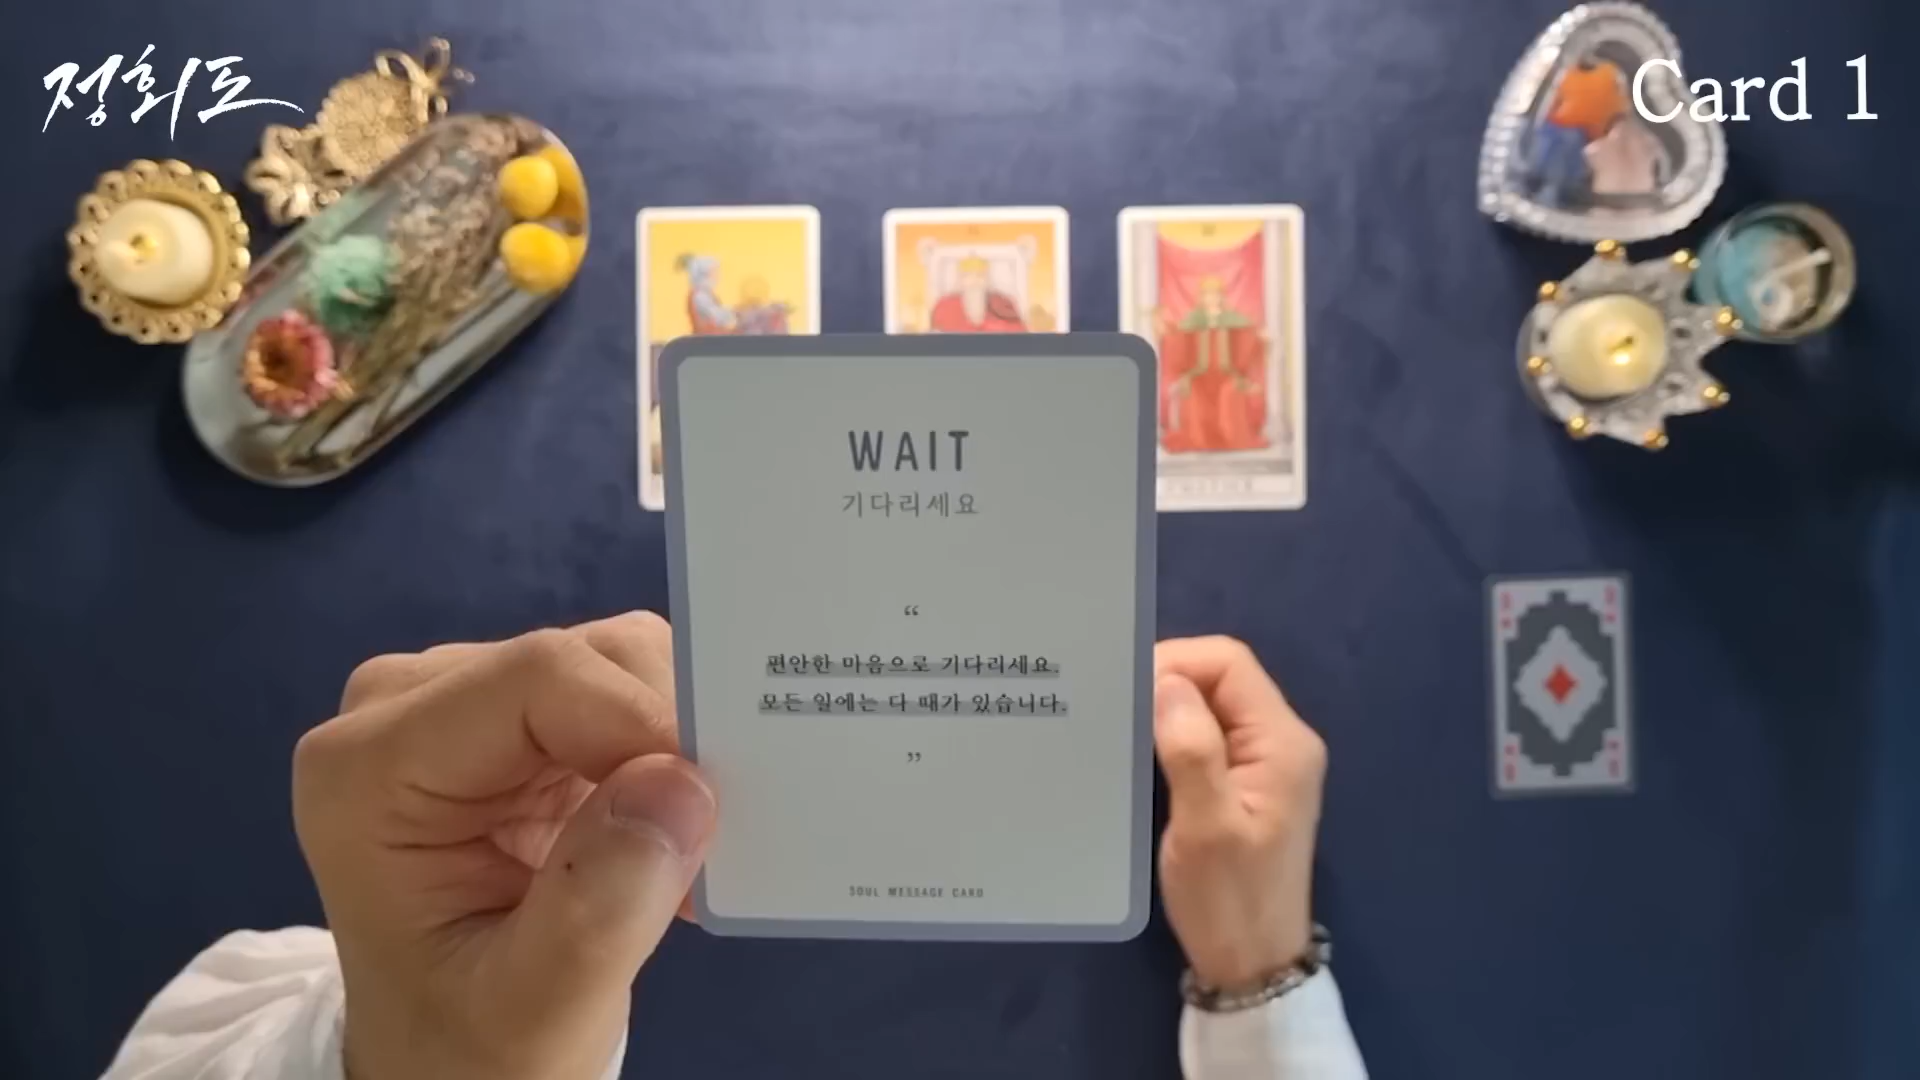 정회도
Card 1
WAIT
기다리세요
“
편안한 마음으로 기다리세요.
모든 일에는 다 때가 있습니다.
”
SOUL MESSAGE CARD